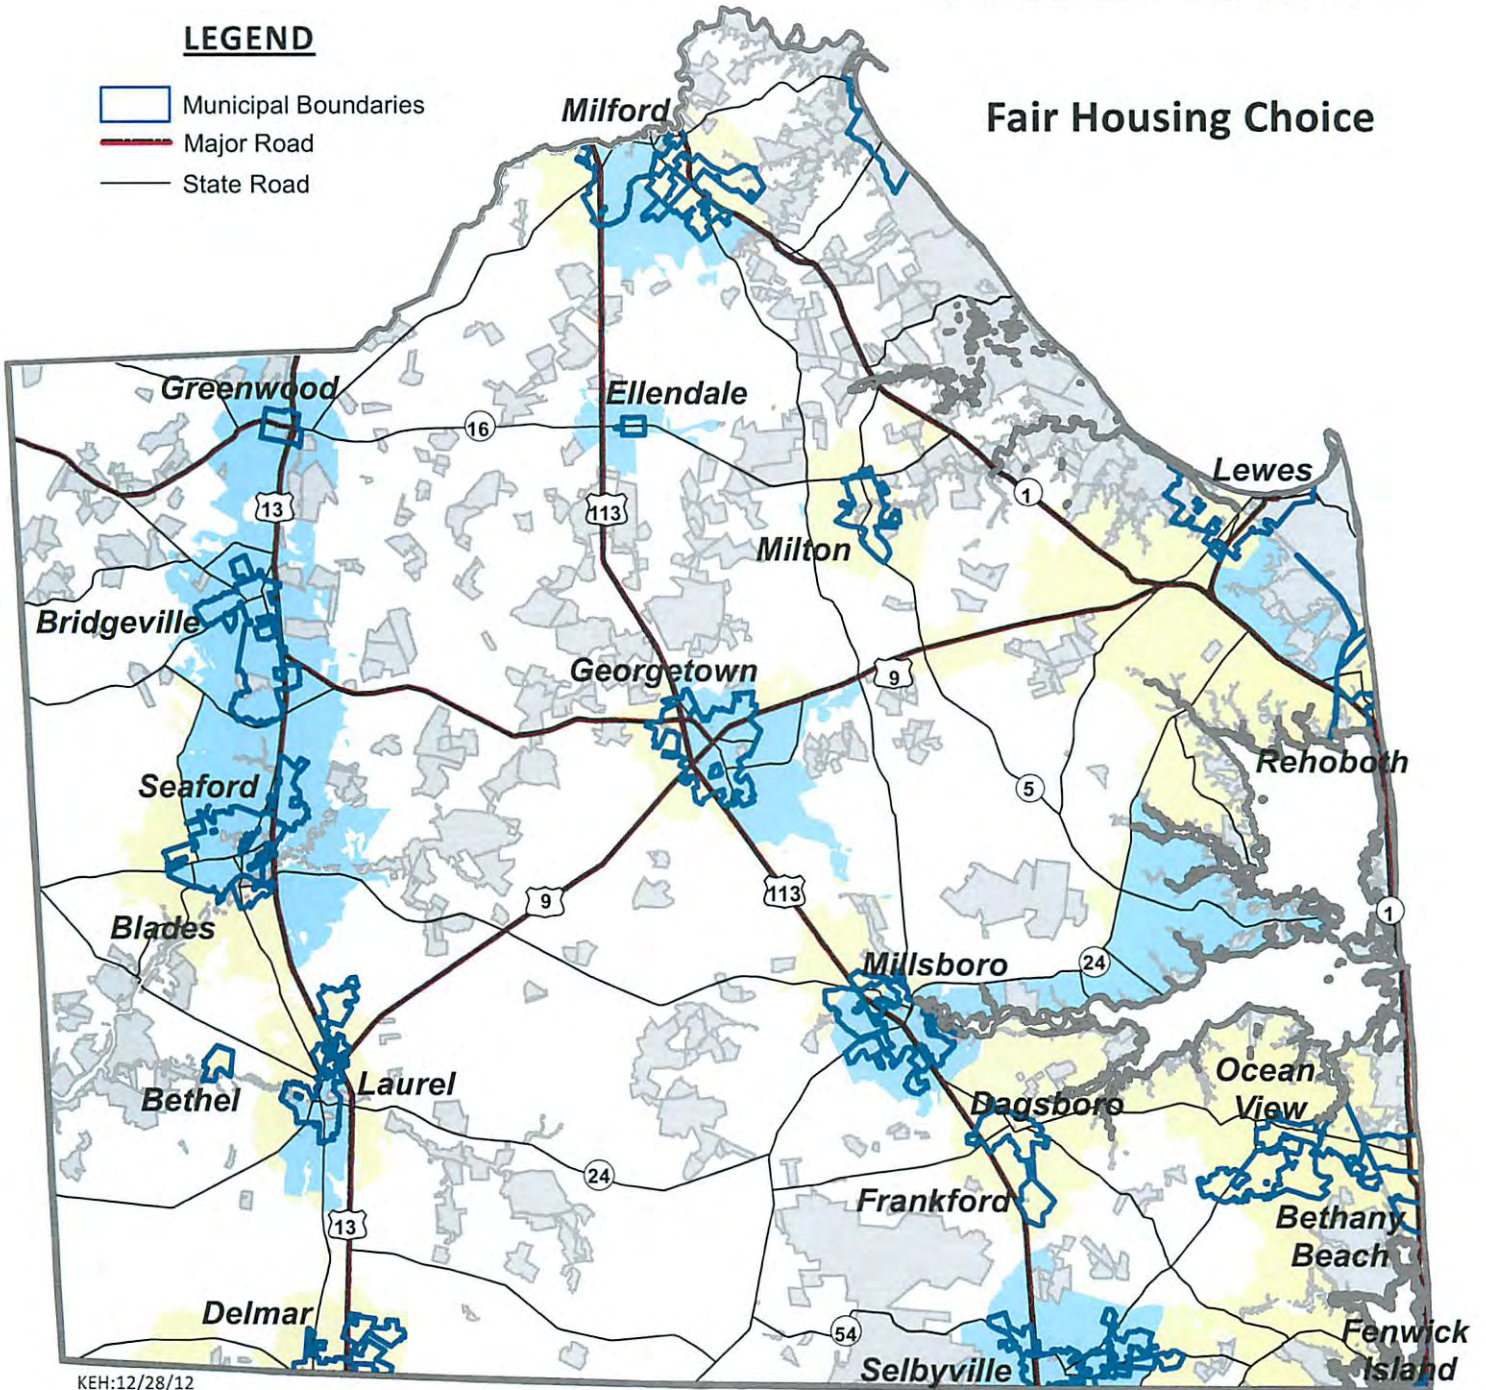 LEGEND
Municipal Boundaries
Major Road
State Road
Fair Housing Choice
Milford
Greenwood
Ellendale
16
13
113
1
Lewes
Milton
Bridgeville
Georgetown
9
Rehoboth
Seaford
5
9
113
1
Blades
Millsboro
24
Ocean
View
Bethel
Laurel
Dagsboro
24
Frankford
13
Bethany
Beach
Delmar
54
Selbyville
Fenwick
Island
KEH:12/28/12